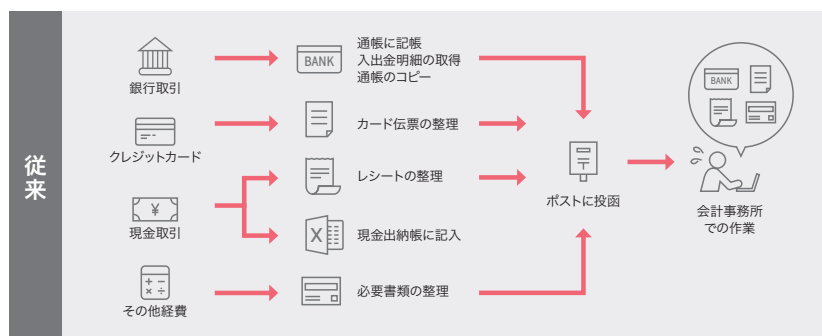 従来
銀行取引
BANK
通帳に記帳
入出金明細の取得
通帳のコピー
クレジットカード
カード伝票の整理
現金取引
¥
レシートの整理
X
現金出納帳に記入
その他経費
必要書類の整理
〒
ポストに投函
BANK
会計事務所
での作業